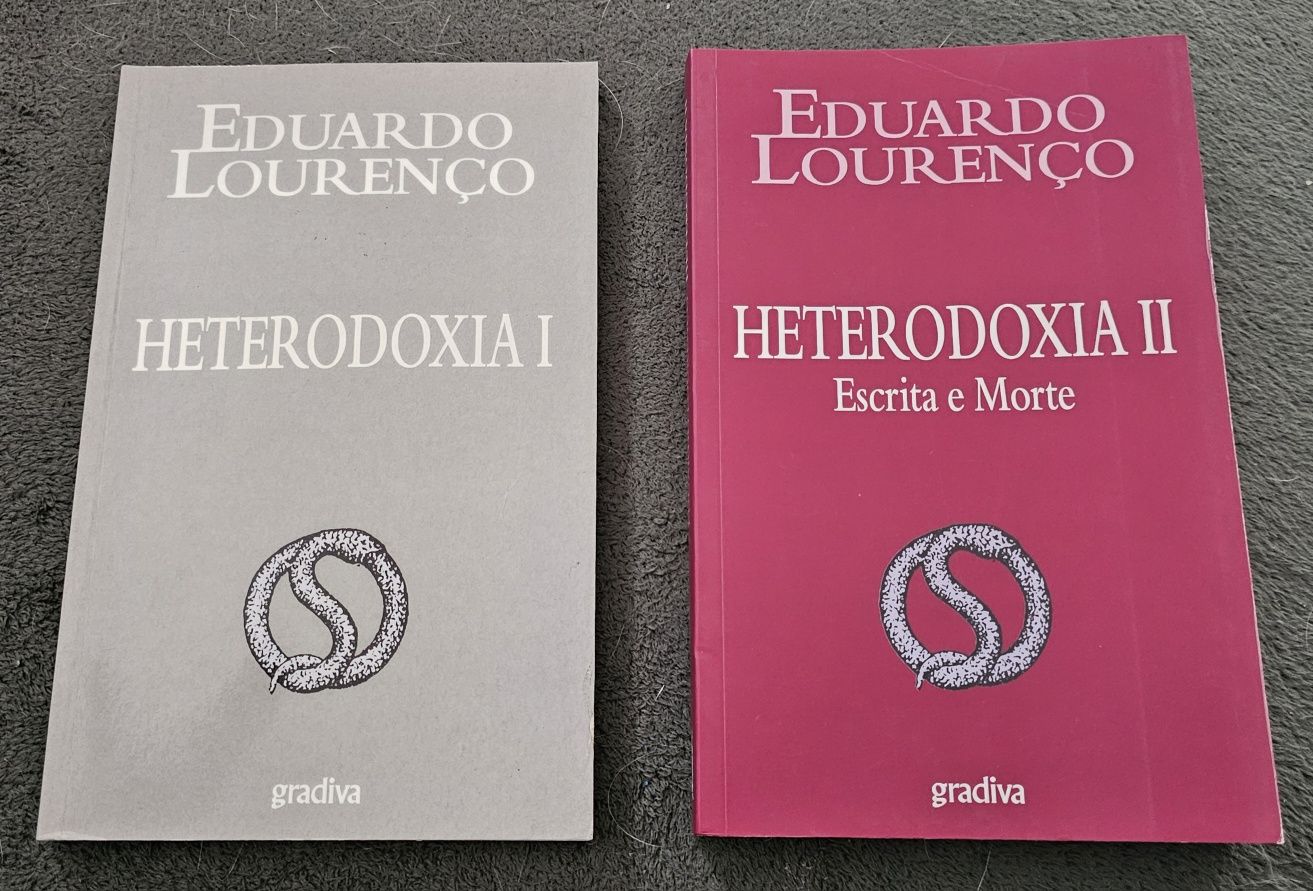 EDUARDO
LOURENÇO
HETERODOXIA I
gradiva
EDUARDO
LOURENÇO
HETERODOXIA II
Escrita e Morte
gradiva